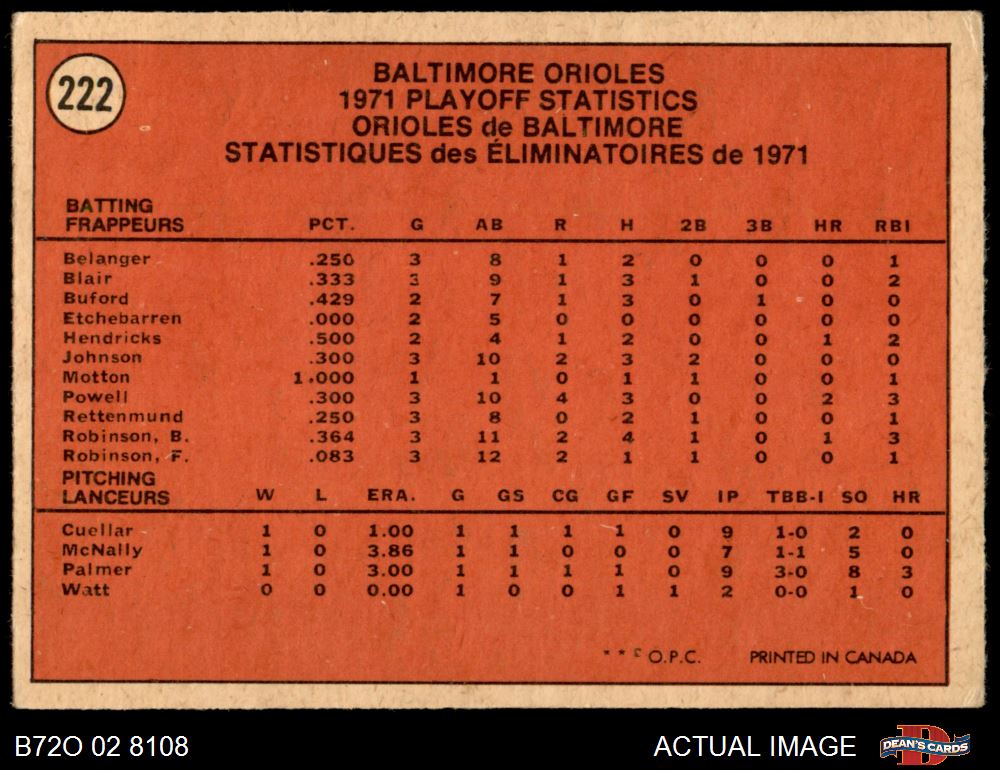 222
BALTIMORE ORIOLES
1971 PLAYOFF STATISTICS
ORIOLES de BALTIMORE
STATISTIQUES des ÉLIMINATOIRES de 1971
BATTING
FRAPPEURS PCT. G AB R H 2B 3B HR RBI
Belanger .250 3 8 1 2 0 0 0 1
Blair .333 3 9 1 3 1 0 0 2
Buford .429 2 7 1 3 0 1 0 0
Etchebarren .000 2 5 0 0 0 0 0 0
Hendricks .500 2 4 1 2 0 0 1 2
Johnson .300 3 10 2 3 2 0 0 0
Motton 1.000 1 1 0 1 1 0 0 1
Powell .300 3 10 4 3 0 0 2 3
Rettenmund .250 3 8 0 2 1 0 0 1
Robinson, B. .364 3 11 2 4 1 0 1 3
Robinson, F. .083 3 12 2 1 1 0 0 1
PITCHING
LANCEURS W L ERA. G GS CG GF SV IP TBB-I SO HR
Cuellar 1 0 1.00 1 1 1 1 0 9 1-0 2 0
McNally 1 0 3.86 1 1 0 0 0 7 1-1 5 0
Palmer 1 0 3.00 1 1 1 1 0 9 3-0 8 3
Watt 0 0 0.00 1 0 0 1 1 2 0-0 1 0
* * © O.P.C. PRINTED IN CANADA
B72O 02 8108 ACTUAL IMAGE DEAN'S CARDS